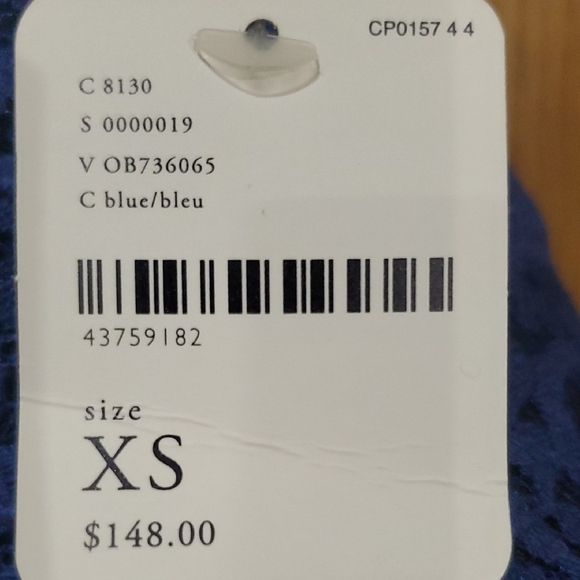 CP0157 4 4
C 8130
S 0000019
V OB736065
C blue/bleu
43759182
size
XS
$148.00